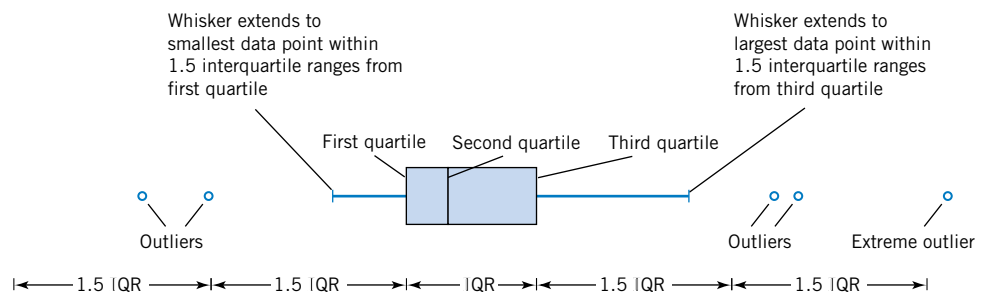 Whisker extends to
smallest data point within
1.5 interquartile ranges from
first quartile
Whisker extends to
largest data point within
1.5 interquartile ranges
from third quartile
First quartile
Second quartile
Third quartile
Outliers
Outliers
Extreme outlier
1.5 IQR
1.5 IQR
IQR
1.5 IQR
1.5 IQR